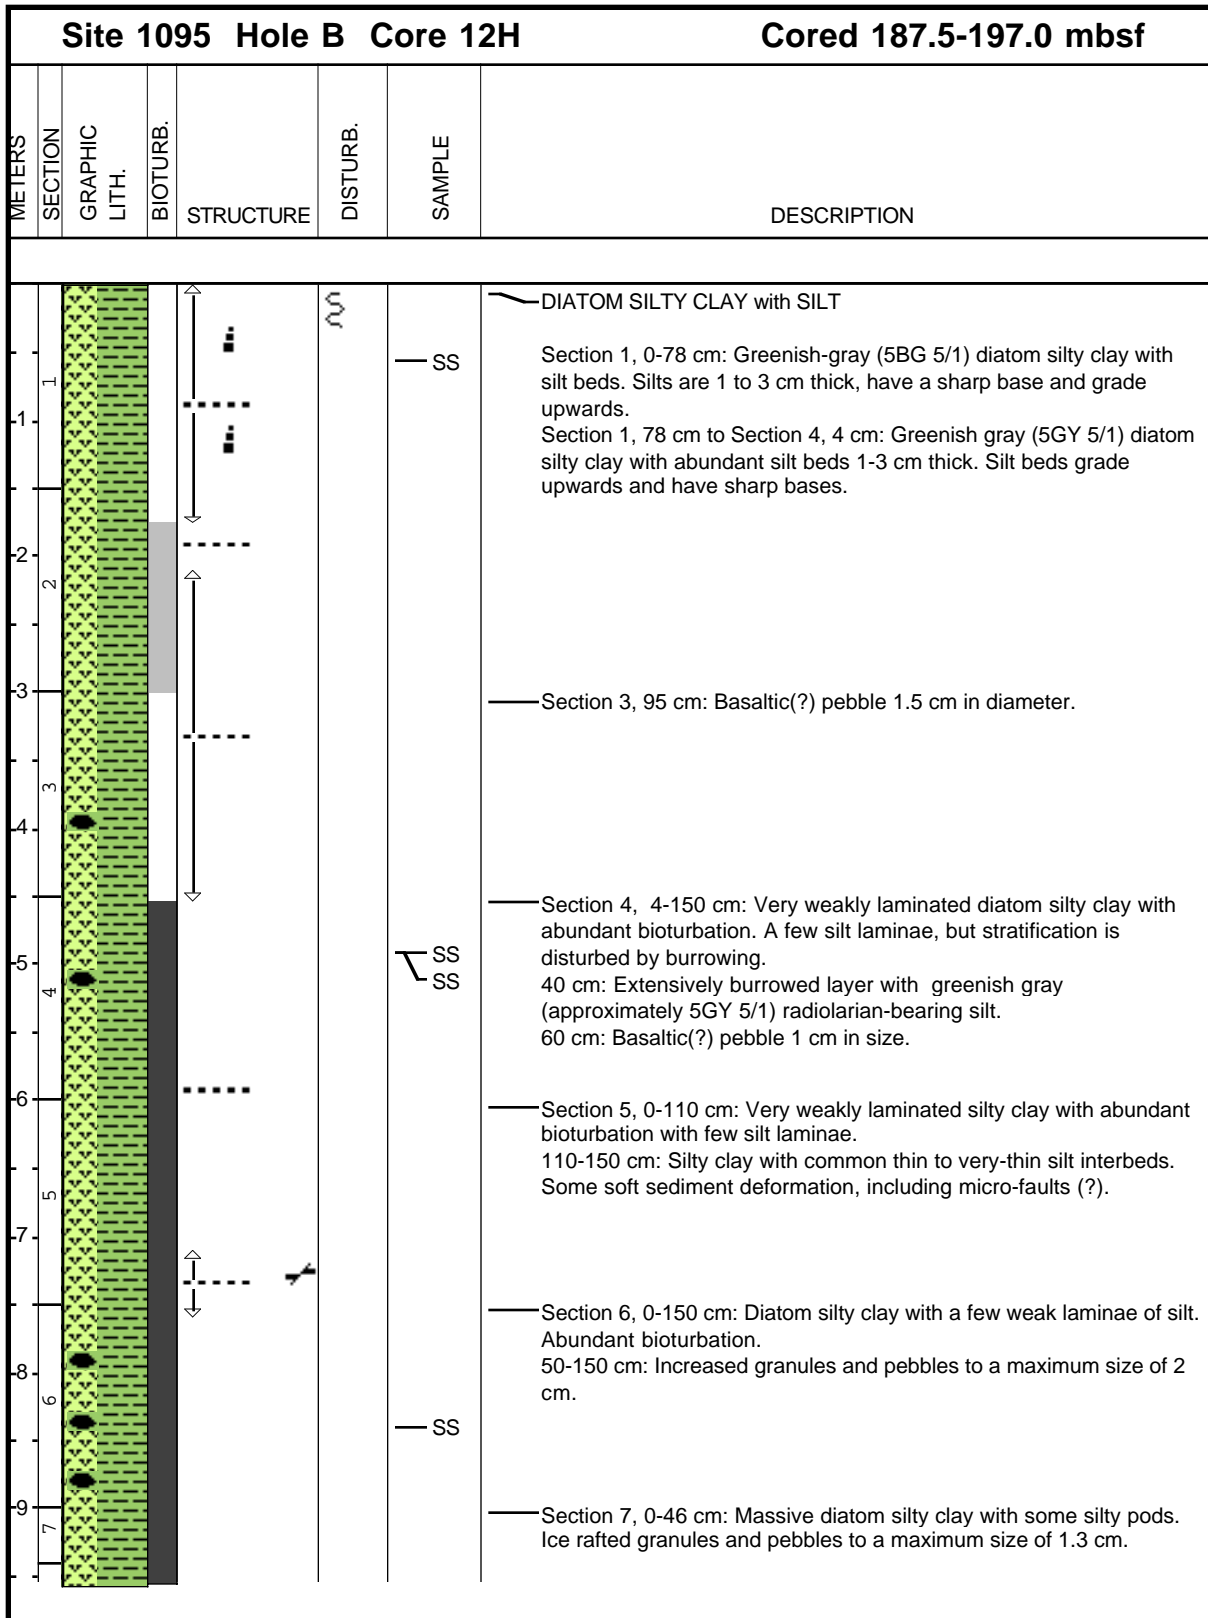 Site 1095 Hole B Core 12H Cored 187.5-197.0 mbsf
METERS
SECTION
GRAPHIC
LITH.
BIOTURB.
STRUCTURE
DISTURB.
SAMPLE
DESCRIPTION
1
2
3
4
5
6
7
8
9
1
2
3
4
5
6
7
SS
SS
SS
SS
DIATOM SILTY CLAY with SILT
Section 1, 0-78 cm: Greenish-gray (5BG 5/1) diatom silty clay with
silt beds. Silts are 1 to 3 cm thick, have a sharp base and grade
upwards.
Section 1, 78 cm to Section 4, 4 cm: Greenish gray (5GY 5/1) diatom
silty clay with abundant silt beds 1-3 cm thick. Silt beds grade
upwards and have sharp bases.
Section 3, 95 cm: Basaltic(?) pebble 1.5 cm in diameter.
Section 4, 4-150 cm: Very weakly laminated diatom silty clay with
abundant bioturbation. A few silt laminae, but stratification is
disturbed by burrowing.
40 cm: Extensively burrowed layer with greenish gray
(approximately 5GY 5/1) radiolarian-bearing silt.
60 cm: Basaltic(?) pebble 1 cm in size.
Section 5, 0-110 cm: Very weakly laminated silty clay with abundant
bioturbation with few silt laminae.
110-150 cm: Silty clay with common thin to very-thin silt interbeds.
Some soft sediment deformation, including micro-faults (?).
Section 6, 0-150 cm: Diatom silty clay with a few weak laminae of silt.
Abundant bioturbation.
50-150 cm: Increased granules and pebbles to a maximum size of 2
cm.
Section 7, 0-46 cm: Massive diatom silty clay with some silty pods.
Ice rafted granules and pebbles to a maximum size of 1.3 cm.